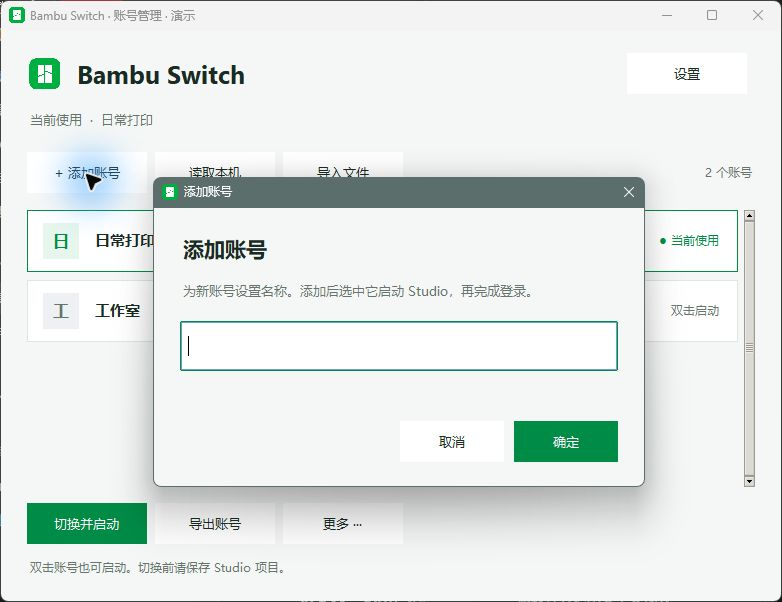 Bambu Switch · 账号管理 · 演示
Bambu Switch
设置
当前使用 · 日常打印
+ 添加账号
读取本机
导入文件
2 个账号
添加账号
日
日常打印
● 当前使用
添加账号
为新账号设置名称。添加后选中它启动 Studio，再完成登录。
工
工作室
双击启动
取消
确定
切换并启动
导出账号
更多 ···
双击账号也可启动。切换前请保存 Studio 项目。